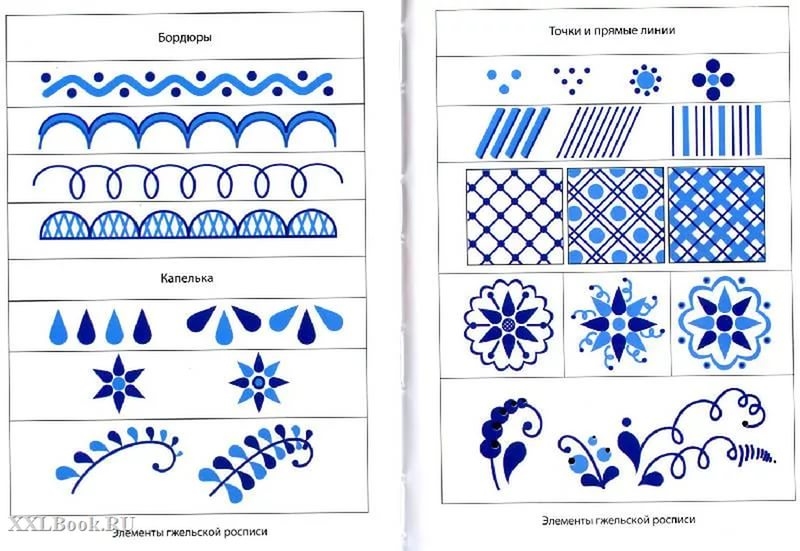 Бордюры
Капелька
Элементы гжельской росписи
Точки и прямые линии
Элементы гжельской росписи
XXLBook.RU